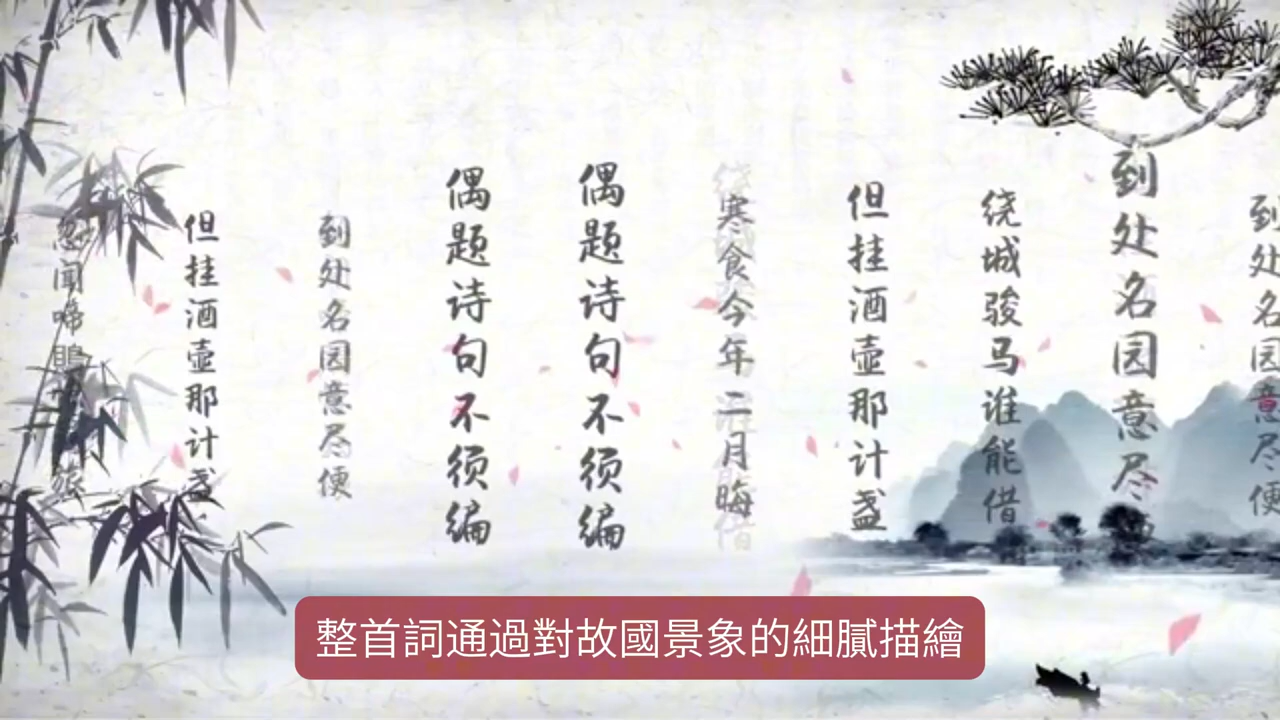 到处名园意尽便
到处名园意尽
绕城骏马谁能借
但挂酒壶那计盏
寒食今年二月晦
偶题诗句不须编
偶题诗句不须编
到处名园意尽便
但挂酒壶那计盏
忽闻啼鵙
整首詞通過對故國景象的細膩描繪